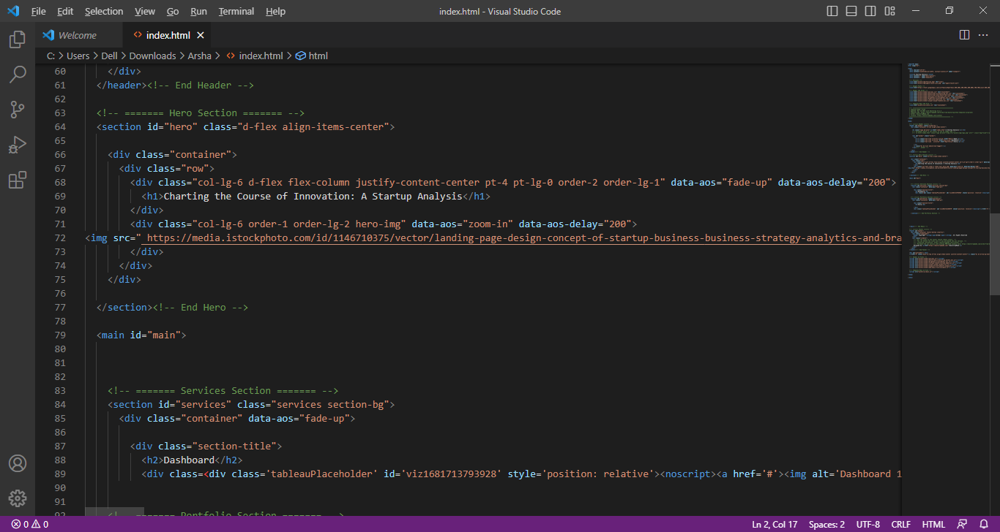 File Edit Selection View Go Run Terminal Help index.html - Visual Studio Code
Welcome index.html
C: > Users > Dell > Downloads > Arsha > index.html > html
60 </div>
61 </header><!-- End Header -->
62
63 <!-- ======= Hero Section ======= -->
64 <section id="hero" class="d-flex align-items-center">
65
66 <div class="container">
67 <div class="row">
68 <div class="col-lg-6 d-flex flex-column justify-content-center pt-4 pt-lg-0 order-2 order-lg-1" data-aos="fade-up" data-aos-delay="200">
69 <h1>Charting the Course of Innovation: A Startup Analysis</h1>
70 </div>
71 <div class="col-lg-6 order-1 order-lg-2 hero-img" data-aos="zoom-in" data-aos-delay="200">
72 <img src=" https://media.istockphoto.com/id/1146710375/vector/landing-page-design-concept-of-startup-business-business-strategy-analytics-and-bra
73 </div>
74 </div>
75 </div>
76
77 </section><!-- End Hero -->
78
79 <main id="main">
80
81
82
83 <!-- ======= Services Section ======= -->
84 <section id="services" class="services section-bg">
85 <div class="container" data-aos="fade-up">
86
87 <div class="section-title">
88 <h2>Dashboard</h2>
89 <div class=<div class='tableauPlaceholder' id='viz1681713793928' style='position: relative'><noscript><a href='#'><img alt='Dashboard 1
90
91
92 <!-- ======= Portfolio Section ======= -->
0 0 Ln 2, Col 17 Spaces: 2 UTF-8 CRLF HTML